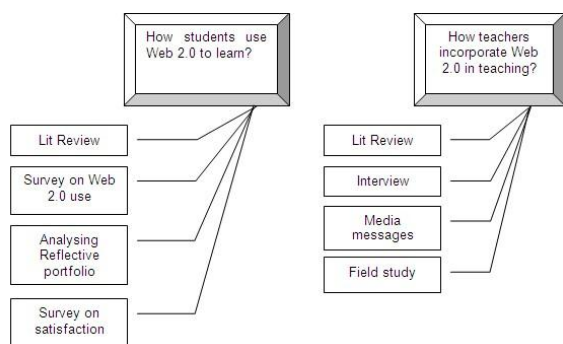 How students use
Web 2.0 to learn?
Lit Review
Survey on Web
2.0 use
Analysing
Reflective
portfolio
Survey on
satisfaction
How teachers
incorporate Web
2.0 in teaching?
Lit Review
Interview
Media
messages
Field study